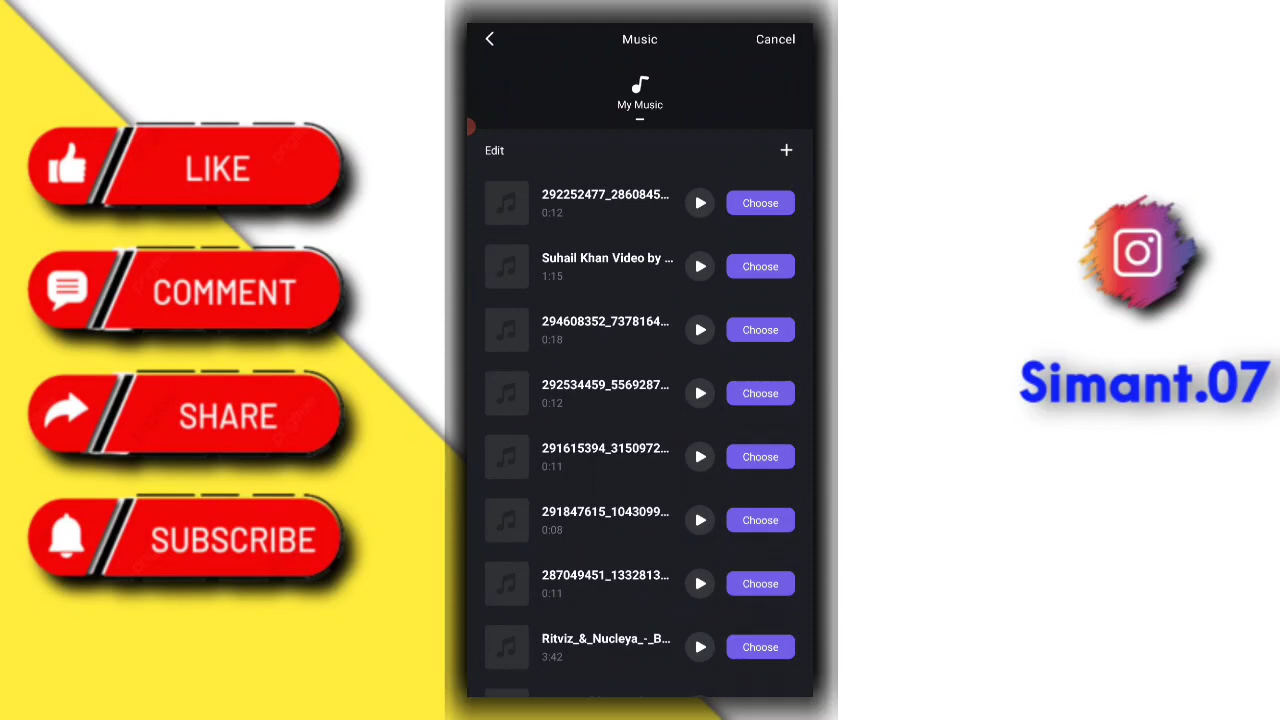 LIKE
COMMENT
SHARE
SUBSCRIBE
Music
Cancel
My Music
Edit
292252477_2860845...
0:12
Choose
Suhail Khan Video by ...
1:15
Choose
294608352_7378164...
0:18
Choose
292534459_5569287...
0:12
Choose
291615394_3150972...
0:11
Choose
291847615_1043099...
0:08
Choose
287049451_1332813...
0:11
Choose
Ritviz_&_Nucleya_-_B...
3:42
Choose
Simant.07